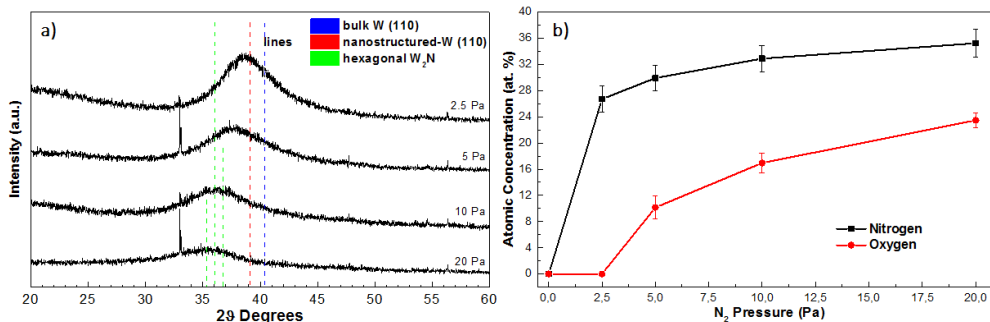 a)
bulk W (110)
lines nanostructured-W (110)
hexagonal W₂N
2.5 Pa
5 Pa
10 Pa
20 Pa
Intensity (a.u.)
20 25 30 35 40 45 50 55 60
2ϑ Degrees
b)
36
32
28
24
20
16
12
8
4
0
Atomic Concentration (at. %)
Nitrogen
Oxygen
0,0 2,5 5,0 7,5 10,0 12,5 15,0 17,5 20,0
N₂ Pressure (Pa)